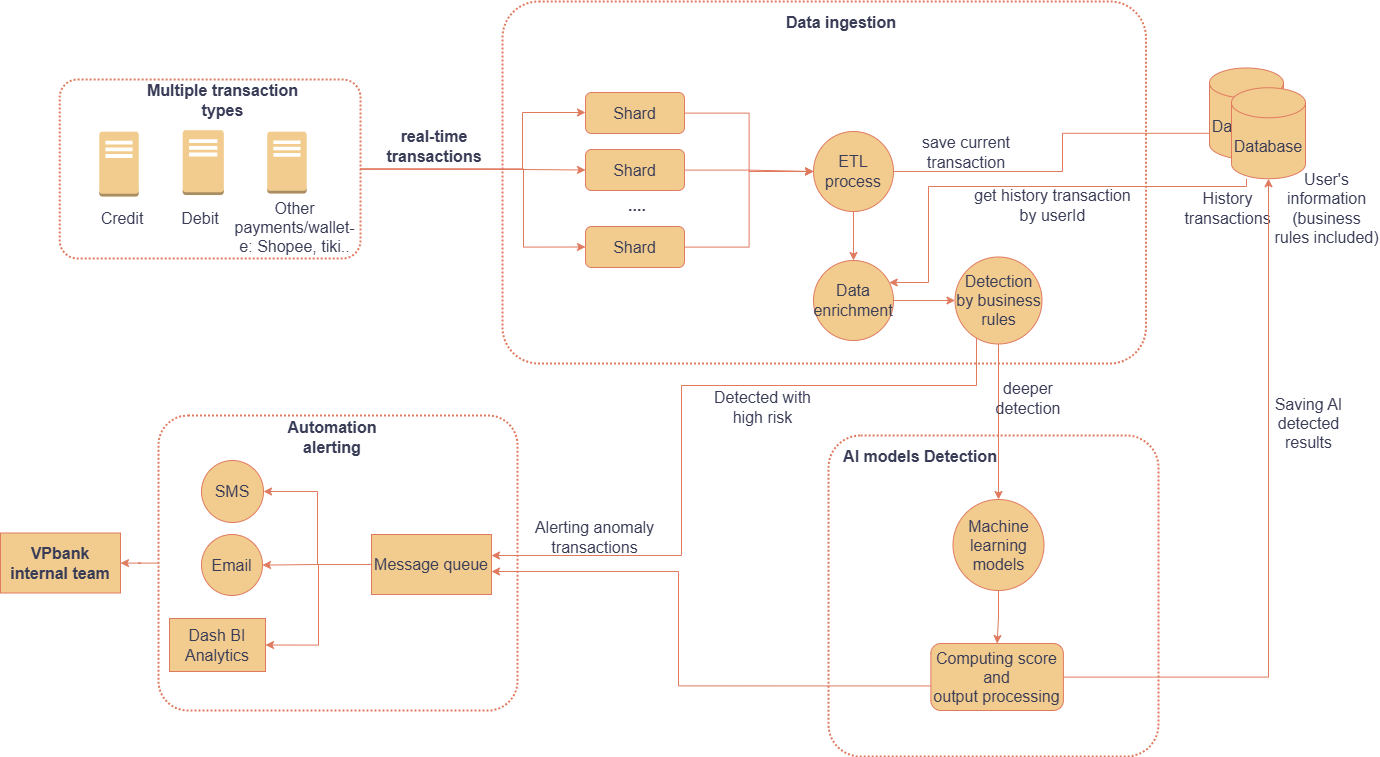 Data ingestion
Multiple transaction
types
Credit
Debit
Other
payments/wallet-
e: Shopee, tiki..
real-time
transactions
Shard
Shard
....
Shard
ETL
process
save current
transaction
get history transaction
by userId
Data
enrichment
Detection
by business
rules
Da
Database
History
transactions
User's
information
(business
rules included)
Detected with
high risk
deeper
detection
Saving AI
detected
results
Automation
alerting
SMS
Email
Dash BI
Analytics
Message queue
VPbank
internal team
Alerting anomaly
transactions
AI models Detection
Machine
learning
models
Computing score
and
output processing